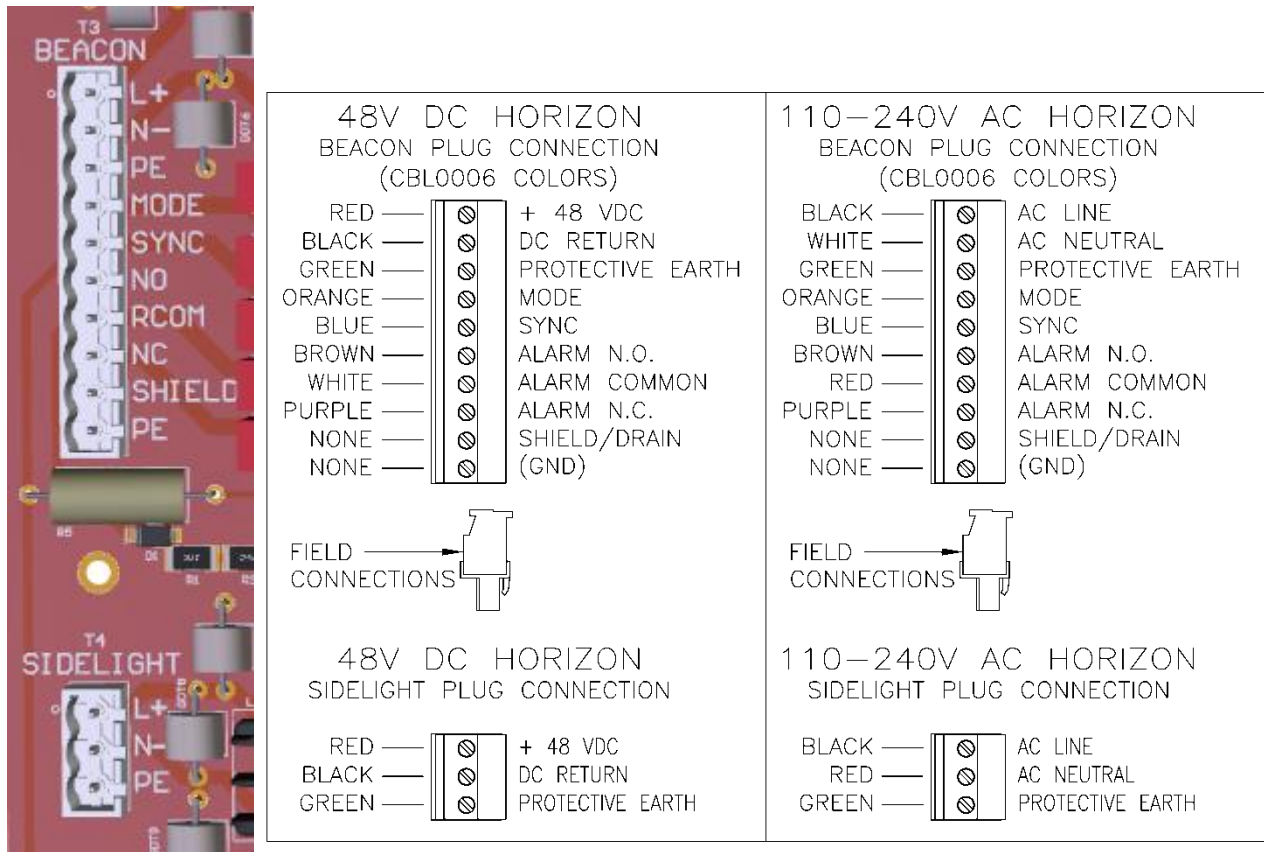 T3
BEACON
L+
N-
PE
MODE
SYNC
NO
RCOM
NC
SHIELD
PE
GDT6
R6
D1
R1
T4
SIDELIGHT
L+
N-
PE
GDT8
GDT9
48V DC HORIZON
BEACON PLUG CONNECTION
(CBL0006 COLORS)
RED + 48 VDC
BLACK DC RETURN
GREEN PROTECTIVE EARTH
ORANGE MODE
BLUE SYNC
BROWN ALARM N.O.
WHITE ALARM COMMON
PURPLE ALARM N.C.
NONE SHIELD/DRAIN
NONE (GND)
FIELD
CONNECTIONS
48V DC HORIZON
SIDELIGHT PLUG CONNECTION
RED + 48 VDC
BLACK DC RETURN
GREEN PROTECTIVE EARTH
110-240V AC HORIZON
BEACON PLUG CONNECTION
(CBL0006 COLORS)
BLACK AC LINE
WHITE AC NEUTRAL
GREEN PROTECTIVE EARTH
ORANGE MODE
BLUE SYNC
BROWN ALARM N.O.
RED ALARM COMMON
PURPLE ALARM N.C.
NONE SHIELD/DRAIN
NONE (GND)
FIELD
CONNECTIONS
110-240V AC HORIZON
SIDELIGHT PLUG CONNECTION
BLACK AC LINE
RED AC NEUTRAL
GREEN PROTECTIVE EARTH